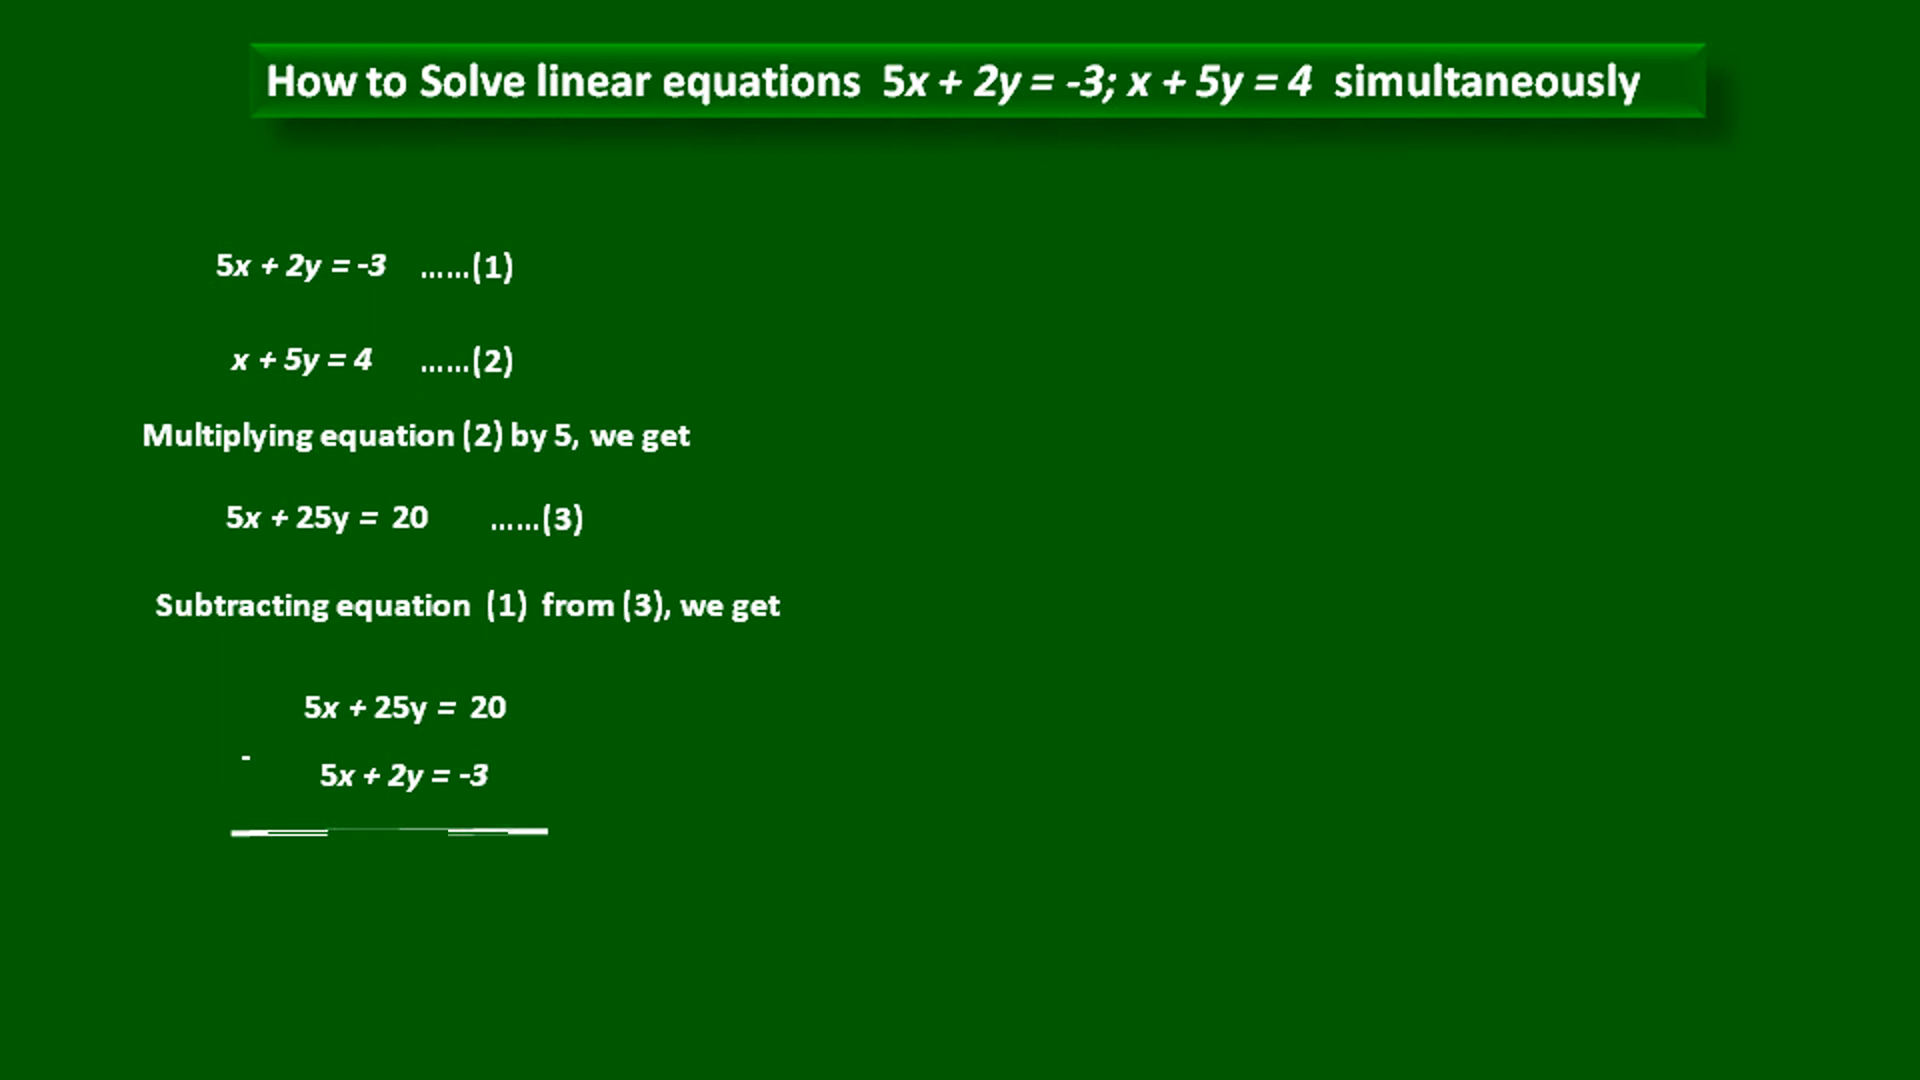 How to Solve linear equations 5x + 2y = -3; x + 5y = 4 simultaneously
5x + 2y = -3 ......(1)
x + 5y = 4 ......(2)
Multiplying equation (2) by 5, we get
5x + 25y = 20 ......(3)
Subtracting equation (1) from (3), we get
5x + 25y = 20
-
5x + 2y = -3